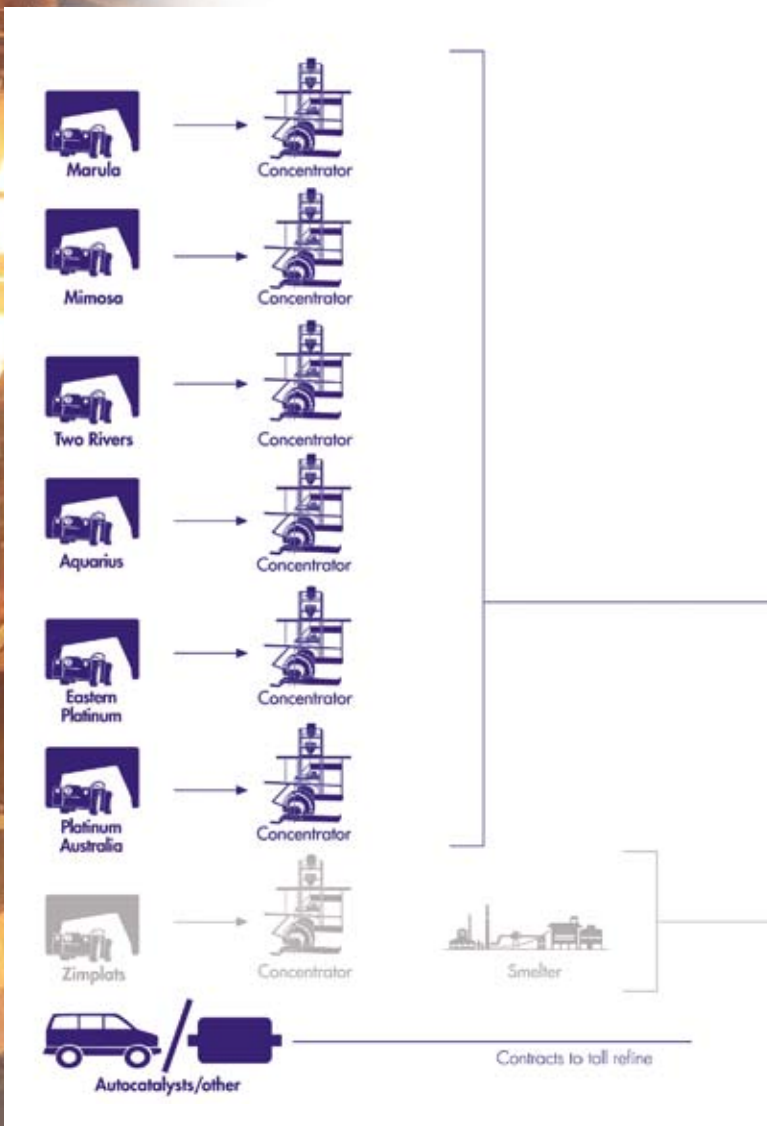 Marula
Concentrator
Mimosa
Concentrator
Two Rivers
Concentrator
Aquarius
Concentrator
Eastern
Platinum
Concentrator
Platinum
Australia
Concentrator
Zimplats
Concentrator
Smelter
Autocatalysts/other
Contracts to toll refine